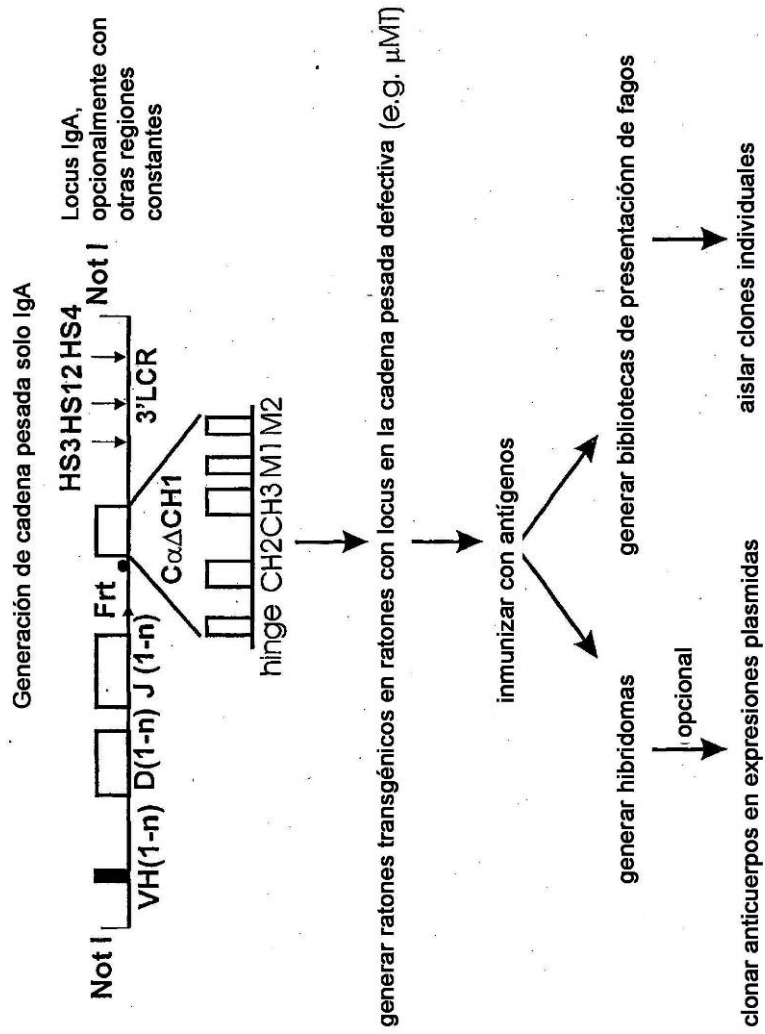 Generación de cadena pesada solo IgA
HS3 HS12 HS4
Not I
Locus IgA,
opcionalmente con
otras regiones
constantes
Frt
3'LCR
Not I
VH(1-n) D(1-n) J (1-n)
CαΔCH1
hinge CH2CH3 M1 M2
generar ratones transgénicos en ratones con locus en la cadena pesada defectiva (e.g. μMT)
inmunizar con antígenos
generar hibridomas
generar bibliotecas de presentaciónn de fagos
opcional
clonar anticuerpos en expresiones plasmidas
aislar clones individuales